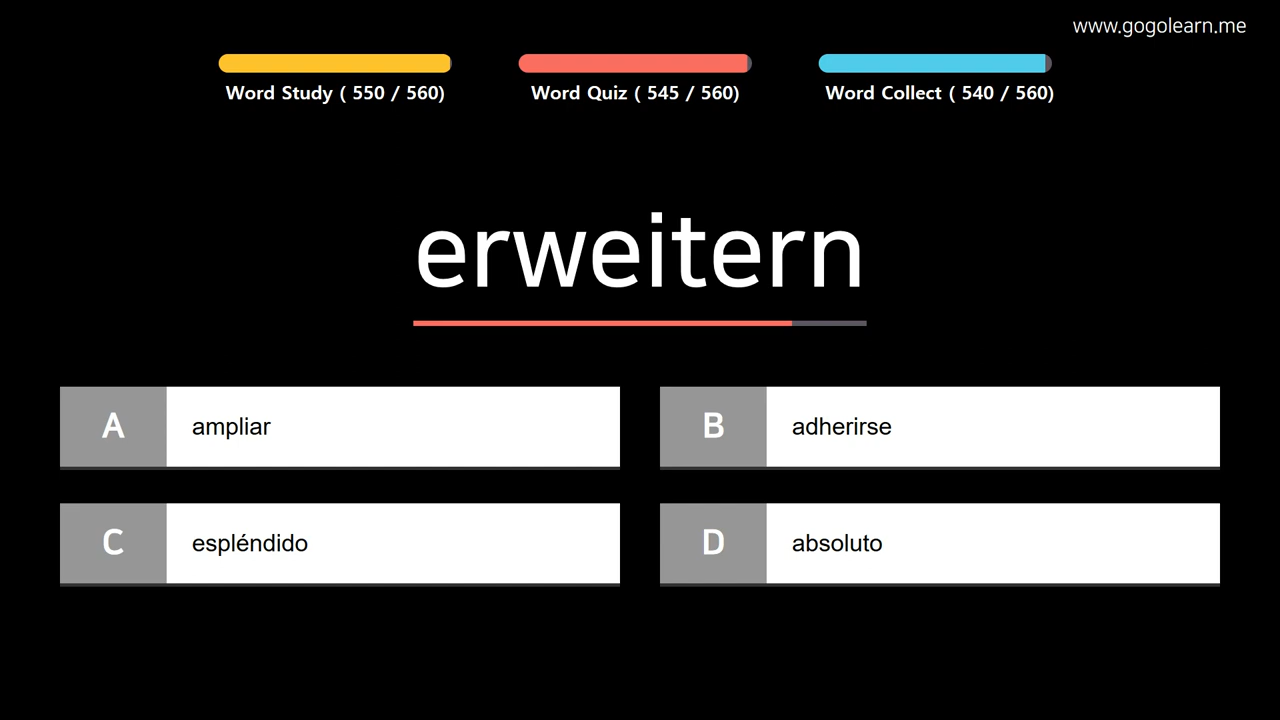 www.gogolearn.me
Word Study ( 550 / 560)
Word Quiz ( 545 / 560)
Word Collect ( 540 / 560)
erweitern
A ampliar
B adherirse
C espléndido
D absoluto